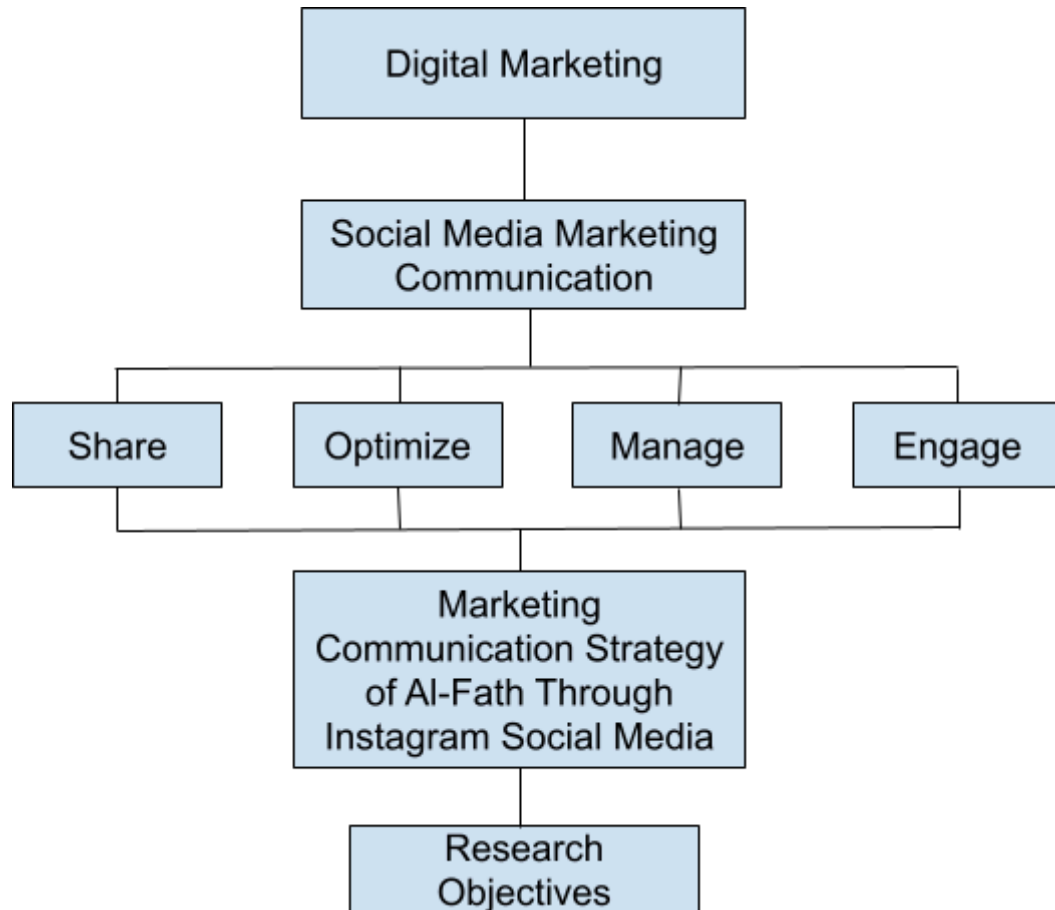 Digital Marketing
Social Media Marketing
Communication
Share
Optimize
Manage
Engage
Marketing
Communication Strategy
of Al-Fath Through
Instagram Social Media
Research
Objectives